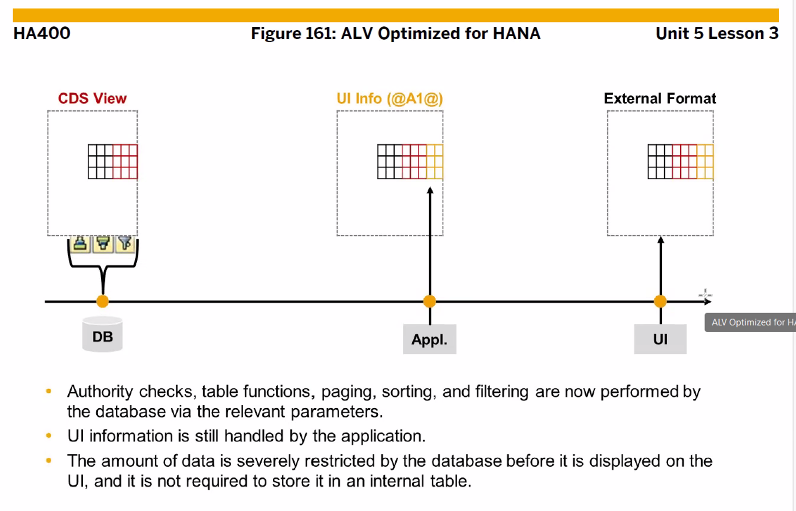 HA400
Figure 161: ALV Optimized for HANA
Unit 5 Lesson 3
CDS View
UI Info (@A1@)
External Format
DB
Appl.
UI
ALV Optimized for HA
• Authority checks, table functions, paging, sorting, and filtering are now performed by
the database via the relevant parameters.
• UI information is still handled by the application.
• The amount of data is severely restricted by the database before it is displayed on the
UI, and it is not required to store it in an internal table.